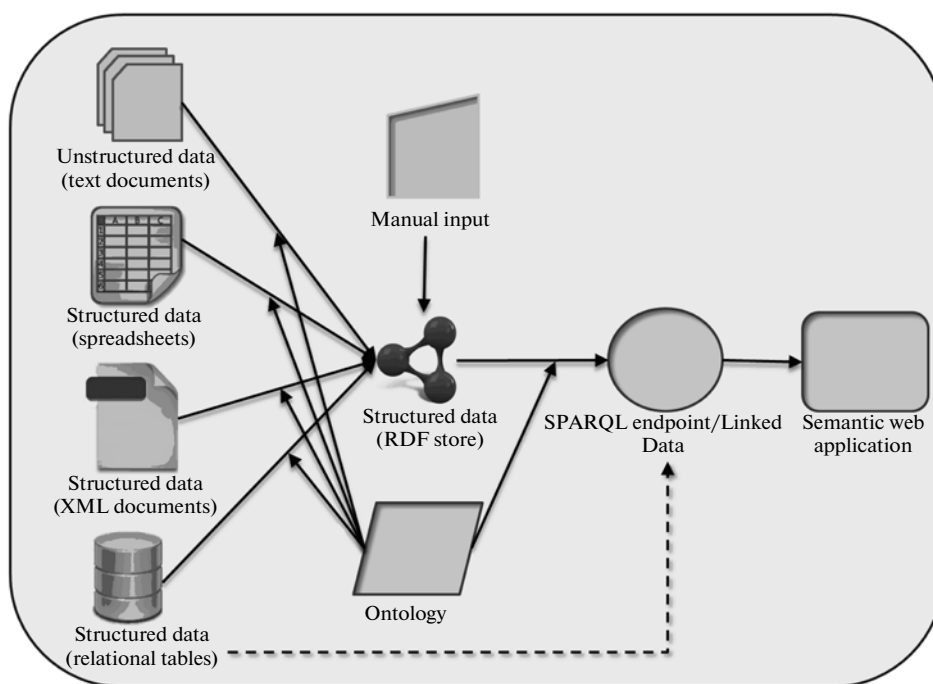 Unstructured data
(text documents)
Manual input
A B C
Structured data
(spreadsheets)
Structured data
(RDF store)
SPARQL endpoint/Linked
Data
Semantic web
application
Structured data
(XML documents)
Ontology
Structured data
(relational tables)